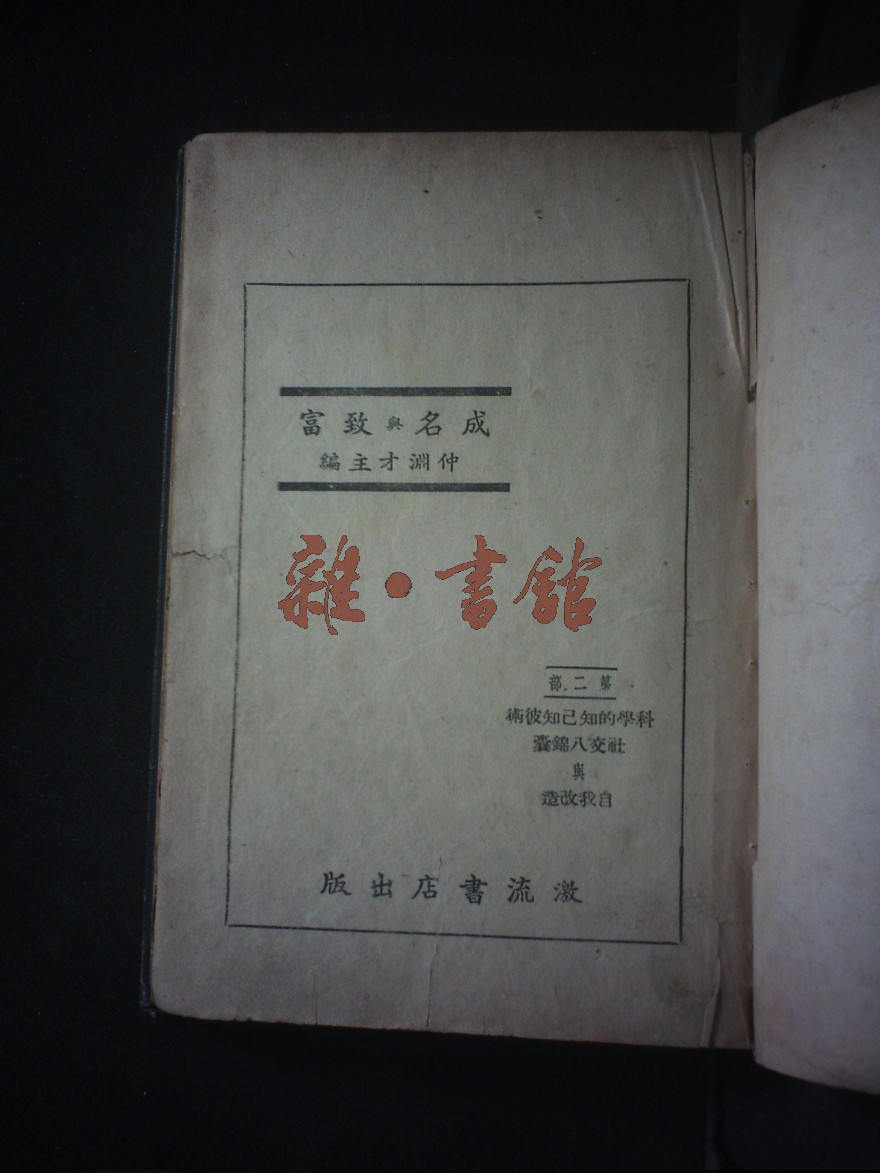 成名與致富
仲淵才主編
雜·書館
第二部
科學的知己知彼術
社交八錦囊
與
自我改造
激流書店出版